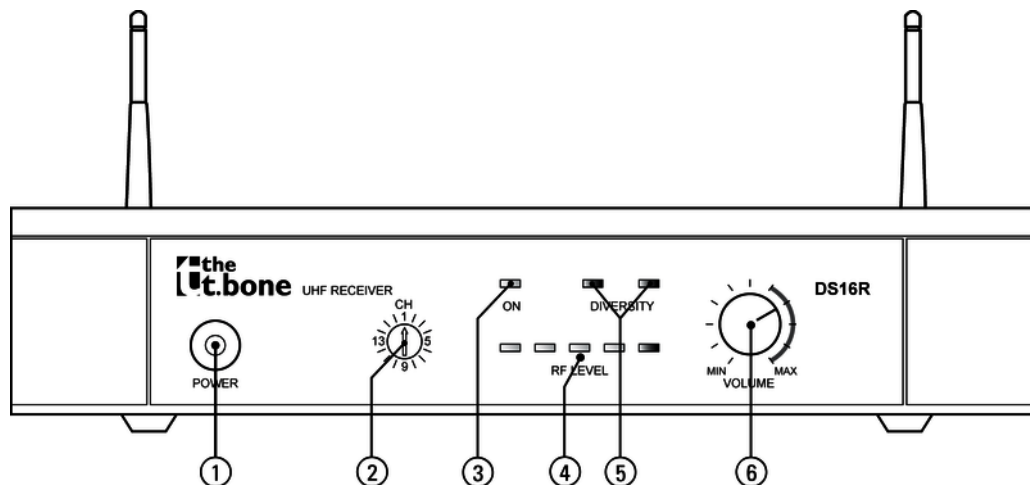 the
t.bone
UHF RECEIVER
DS16R
CH
1
13
5
9
ON
DIVERSITY
POWER
RF LEVEL
MIN
MAX
VOLUME
1
2
3
4
5
6